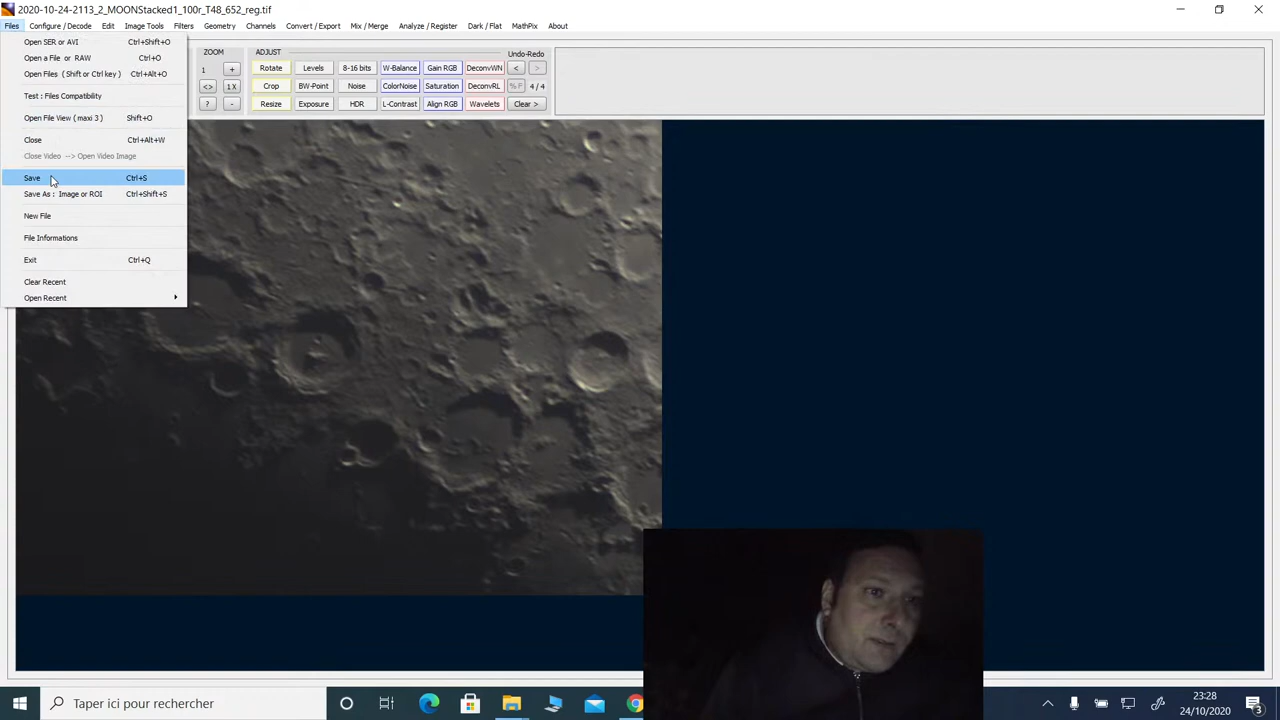 2020-10-24-2113_2_MOONStacked1_100r_T48_652_reg.tif
Files Configure / Decode Edit Image Tools Filters Geometry Channels Convert / Export Mix / Merge Analyze / Register Dark / Flat MathPix About
Open SER or AVI Ctrl+Shift+O
Open a File or RAW Ctrl+O
Open Files ( Shift or Ctrl key ) Ctrl+Alt+O
Test : Files Compatibility
Open File View ( maxi 3 ) Shift+O
Close Ctrl+Alt+W
Close Video --> Open Video Image
Save Ctrl+S
Save As : Image or ROI Ctrl+Shift+S
New File
File Informations
Exit Ctrl+Q
Clear Recent
Open Recent
ZOOM ADJUST Undo-Redo
1 + Rotate Levels 8-16 bits W-Balance Gain RGB DeconvWN < >
<> 1X Crop BW-Point Noise ColorNoise Saturation DeconvRL % F 4 / 4
? - Resize Exposure HDR L-Contrast Align RGB Wavelets Clear >
Taper ici pour rechercher
23:28
24/10/2020
3